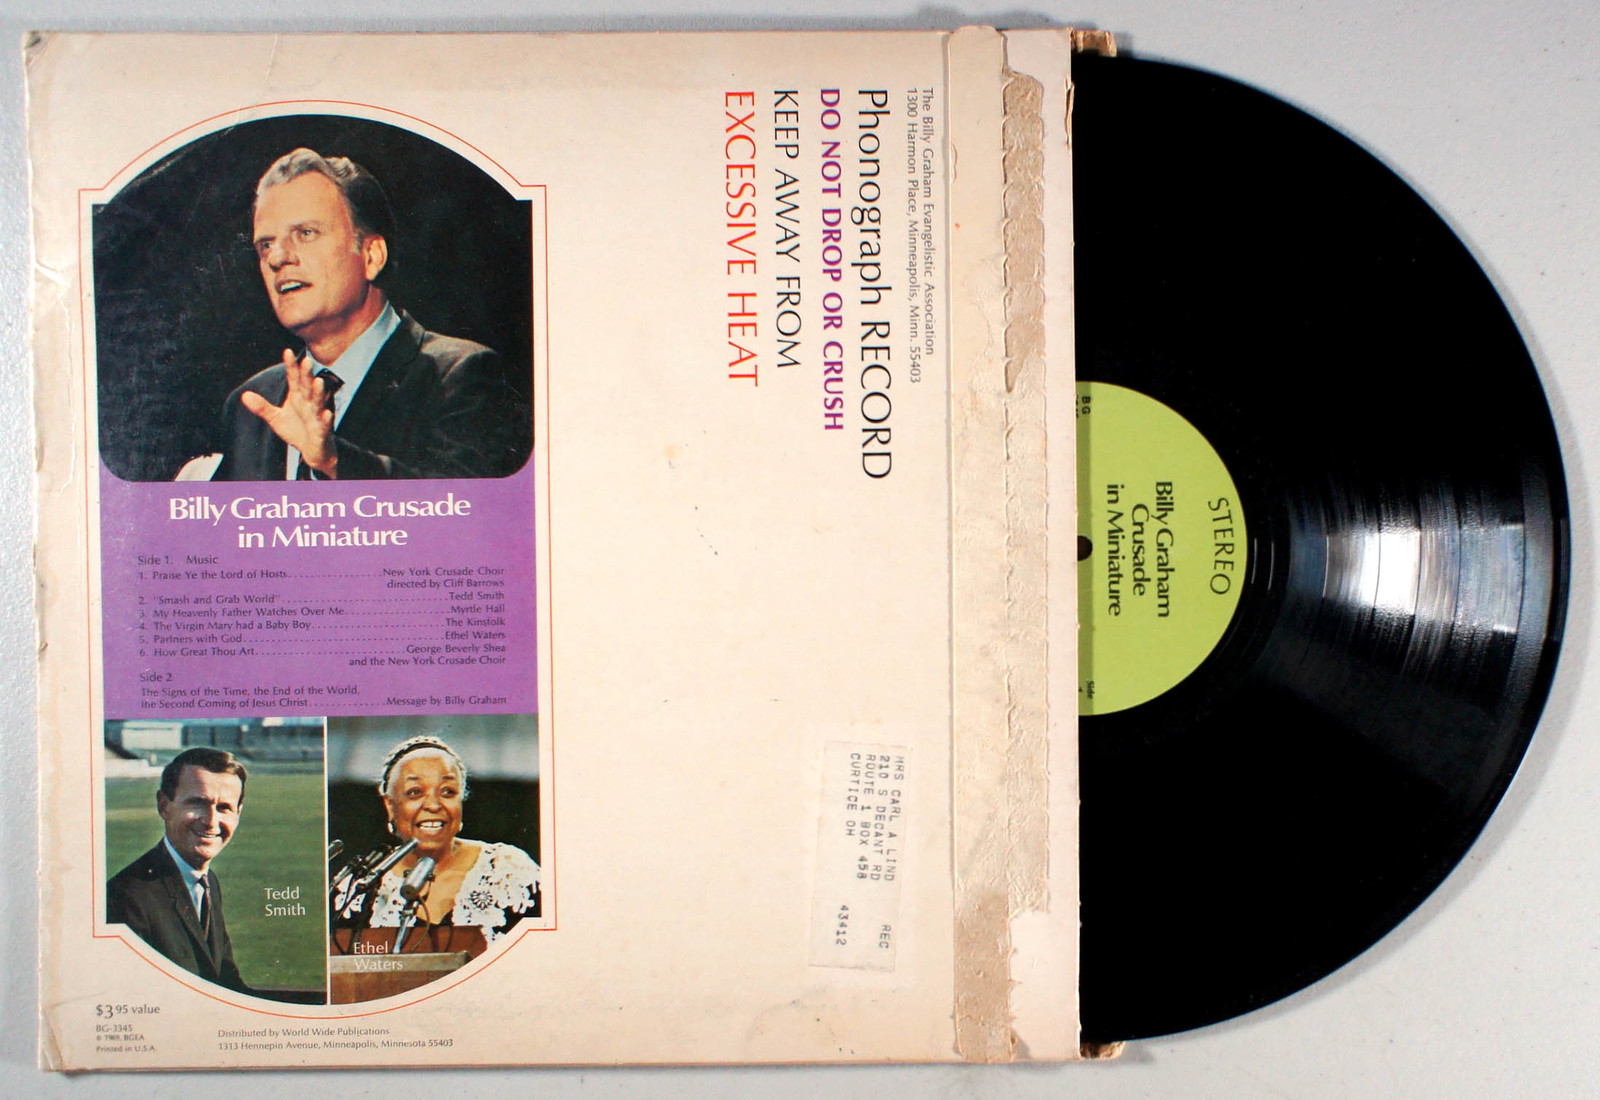 The Billy Graham Evangelistic Association
1300 Harmon Place, Minneapolis, Minn. 55403
Phonograph RECORD
DO NOT DROP OR CRUSH
KEEP AWAY FROM
EXCESSIVE HEAT
Billy Graham Crusade
in Miniature
Side 1. Music
1. Praise Ye the Lord of Hosts....................New York Crusade Choir
directed by Cliff Barrows
2. "Smash and Grab World"....................Tedd Smith
3. My Heavenly Father Watches Over Me....................Myrtle Hall
4. The Virgin Mary had a Baby Boy....................The Kinsfolk
5. Partners with God....................Ethel Waters
6. How Great Thou Art....................George Beverly Shea
and the New York Crusade Choir
Side 2
The Signs of the Time, the End of the World,
the Second Coming of Jesus Christ.............Message by Billy Graham
Tedd
Smith
Ethel
Waters
$3.95 value
BG-3345
© 1969, BGEA
Printed in U.S.A.
Distributed by World Wide Publications
1313 Hennepin Avenue, Minneapolis, Minnesota 55403
MRS CARL A LIND
210 S DECANT RD REC
ROUTE 1 BOX 458
CURTICE OH 43412
STEREO
Billy Graham
Crusade
in Miniature
BG
Side
1